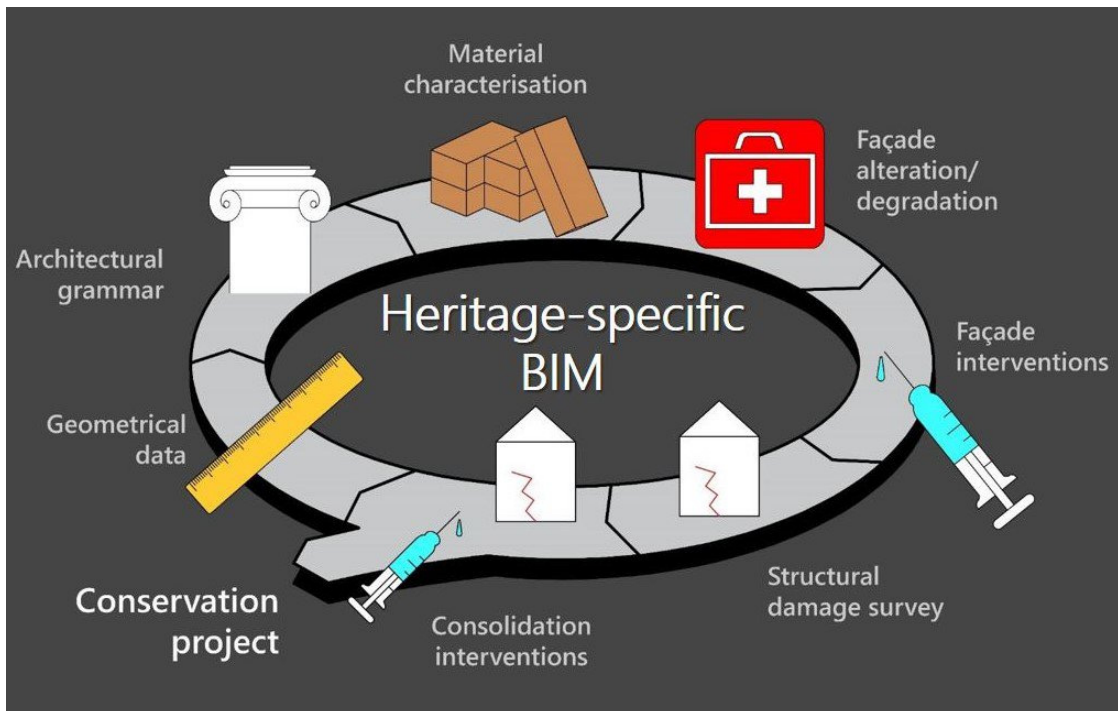 Material
characterisation
Façade
alteration/
degradation
Architectural
grammar
Heritage-specific
BIM
Façade
interventions
Geometrical
data
Structural
damage survey
Conservation
project
Consolidation
interventions